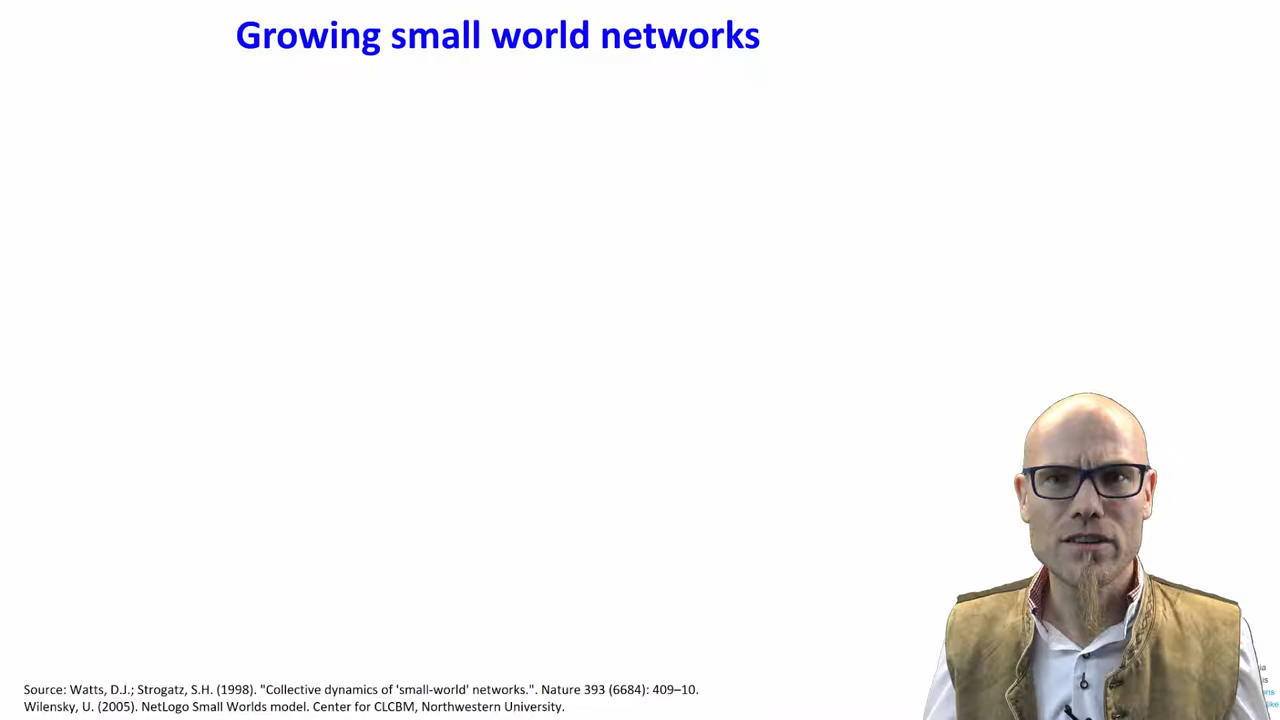 Growing small world networks
Source: Watts, D.J.; Strogatz, S.H. (1998). "Collective dynamics of 'small-world' networks.". Nature 393 (6684): 409–10.
Wilensky, U. (2005). NetLogo Small Worlds model. Center for CLCBM, Northwestern University.